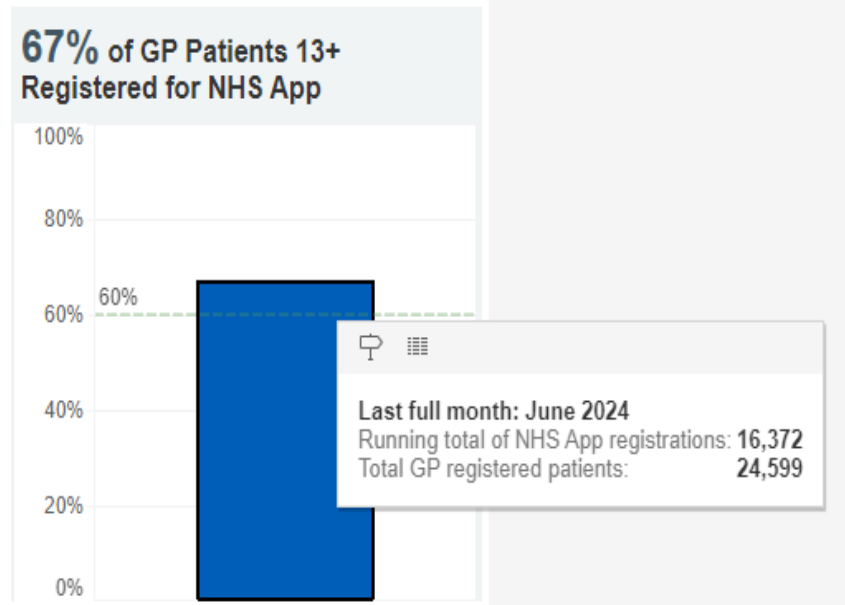 67% of GP Patients 13+
Registered for NHS App
100%
80%
60%
60%
40%
20%
0%
Last full month: June 2024
Running total of NHS App registrations: 16,372
Total GP registered patients: 24,599